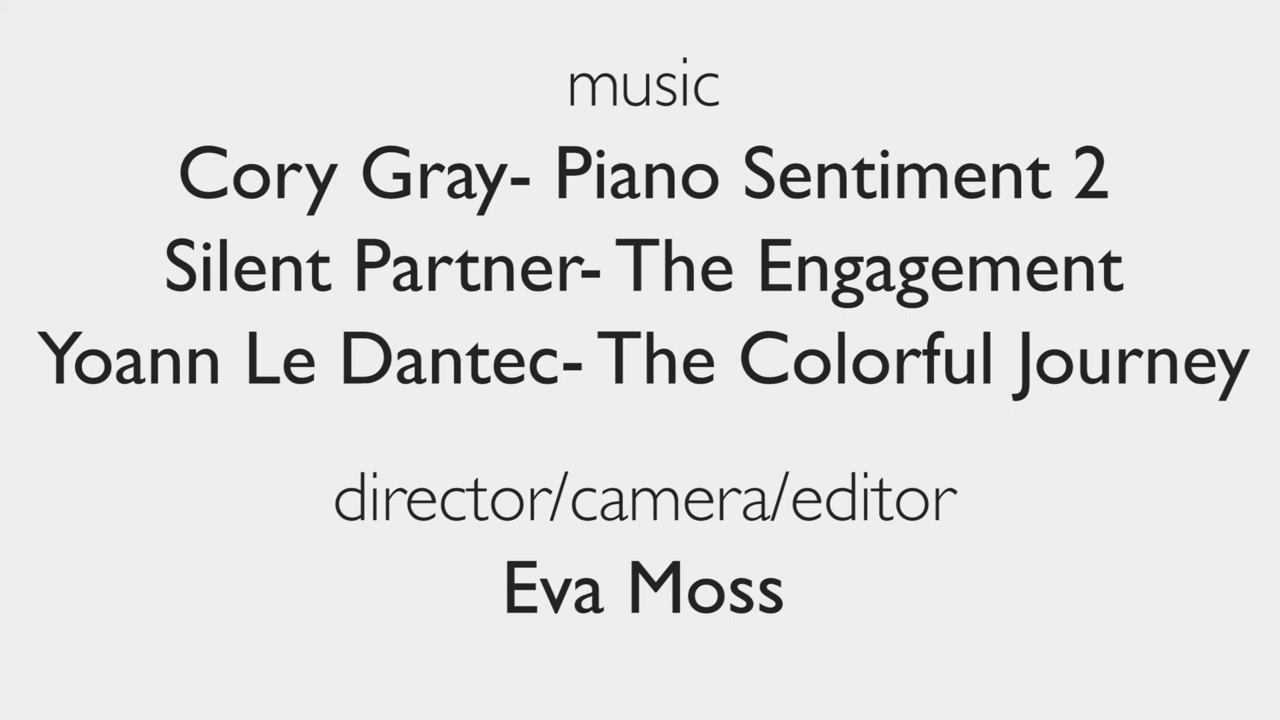 music
Cory Gray- Piano Sentiment 2
Silent Partner- The Engagement
Yoann Le Dantec- The Colorful Journey
director/camera/editor
Eva Moss